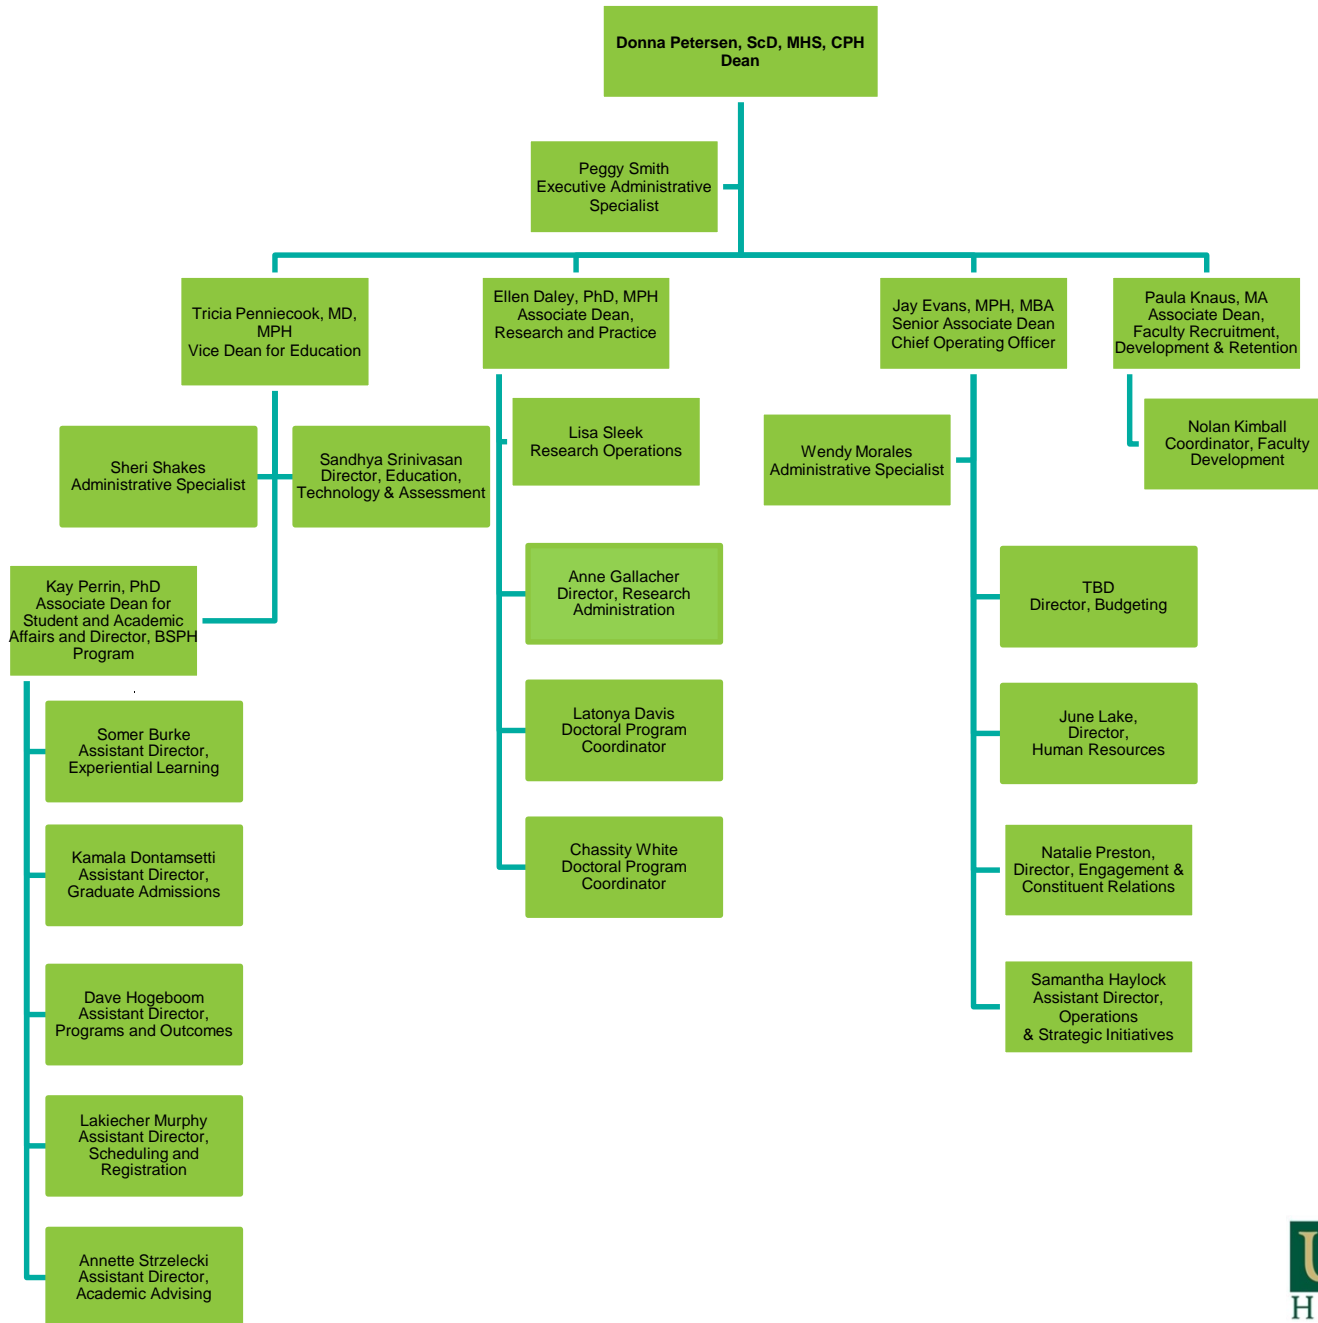 Donna Petersen, ScD, MHS, CPH
Dean
Peggy Smith
Executive Administrative
Specialist
Tricia Penniecook, MD,
MPH
Vice Dean for Education
Ellen Daley, PhD, MPH
Associate Dean,
Research and Practice
Jay Evans, MPH, MBA
Senior Associate Dean
Chief Operating Officer
Paula Knaus, MA
Associate Dean,
Faculty Recruitment,
Development & Retention
Sheri Shakes
Administrative Specialist
Sandhya Srinivasan
Director, Education,
Technology & Assessment
Lisa Sleek
Research Operations
Wendy Morales
Administrative Specialist
Nolan Kimball
Coordinator, Faculty
Development
Kay Perrin, PhD
Associate Dean for
Student and Academic
Affairs and Director, BSPH
Program
Anne Gallacher
Director, Research
Administration
TBD
Director, Budgeting
Somer Burke
Assistant Director,
Experiential Learning
Latonya Davis
Doctoral Program
Coordinator
June Lake,
Director,
Human Resources
Kamala Dontamsetti
Assistant Director,
Graduate Admissions
Chassity White
Doctoral Program
Coordinator
Natalie Preston,
Director, Engagement &
Constituent Relations
Dave Hogeboom
Assistant Director,
Programs and Outcomes
Samantha Haylock
Assistant Director,
Operations
& Strategic Initiatives
Lakiecher Murphy
Assistant Director,
Scheduling and
Registration
Annette Strzelecki
Assistant Director,
Academic Advising